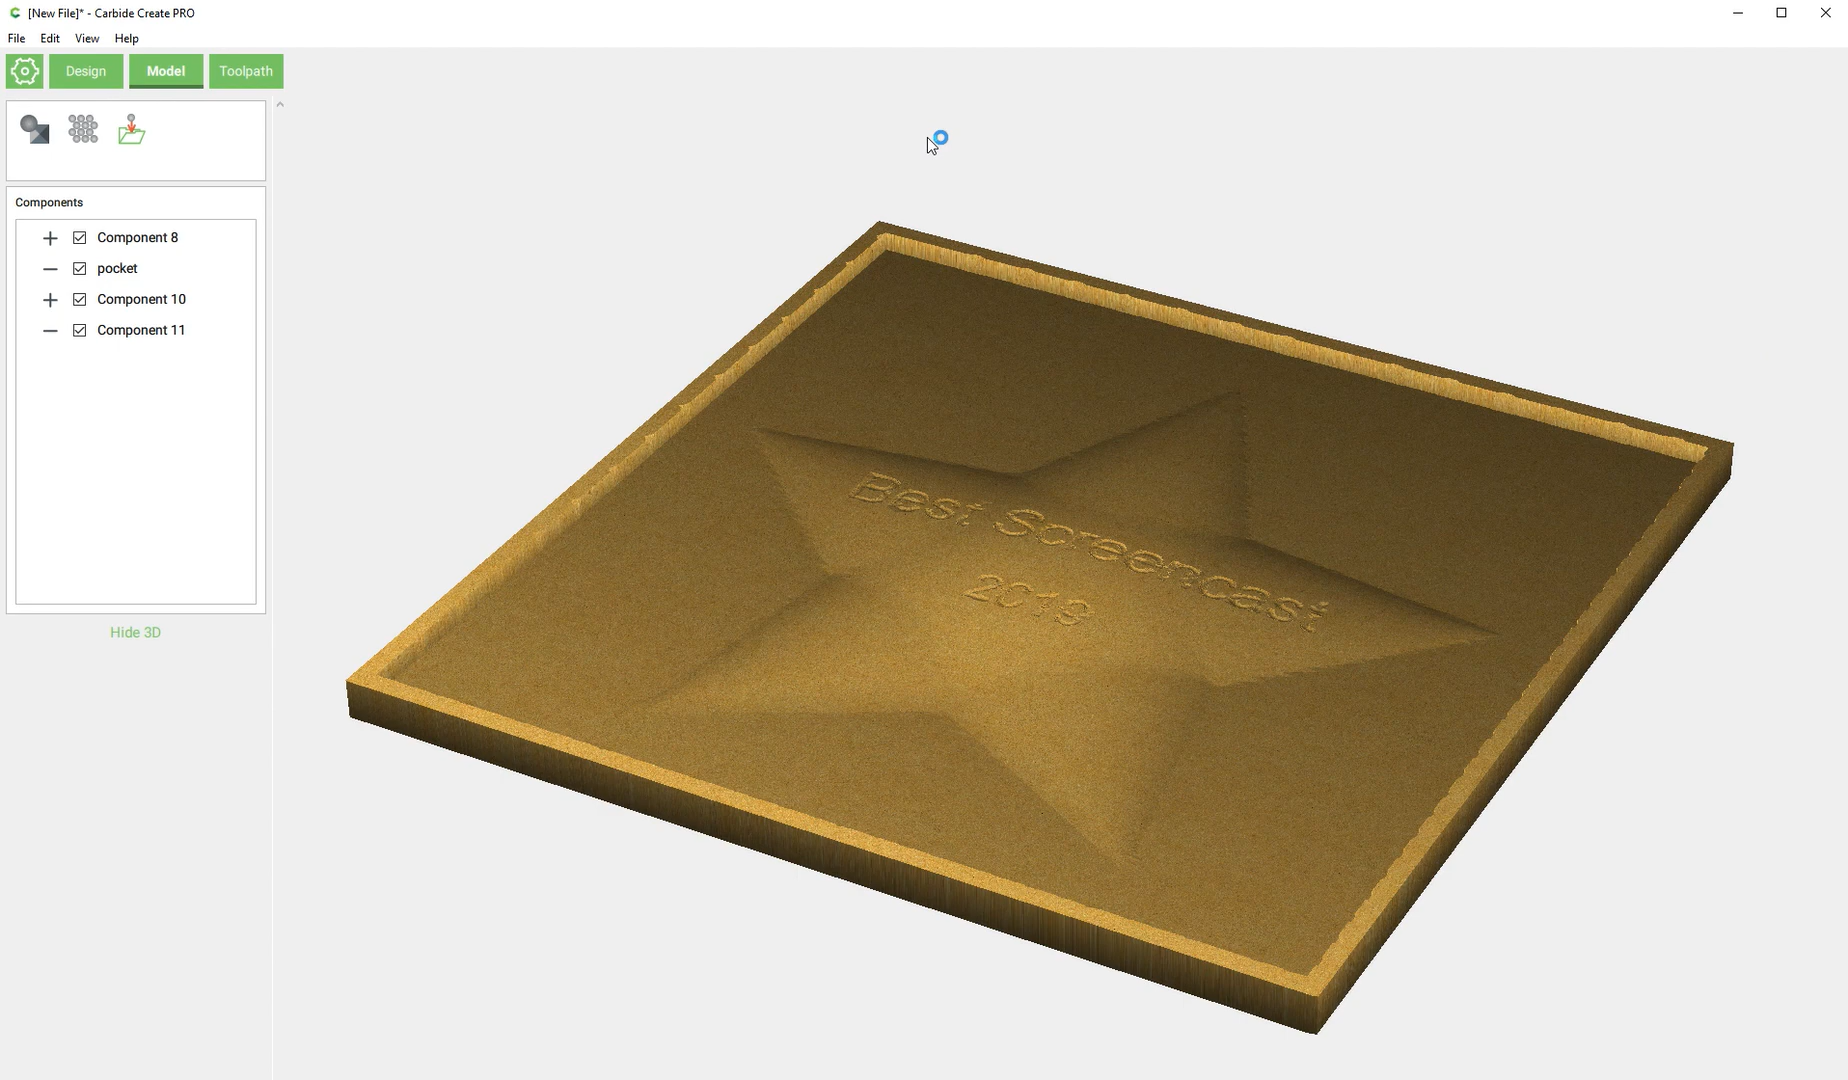 [New File]* - Carbide Create PRO
File Edit View Help
Design Model Toolpath
Components
Component 8
pocket
Component 10
Component 11
Hide 3D
Best Screencast
2019